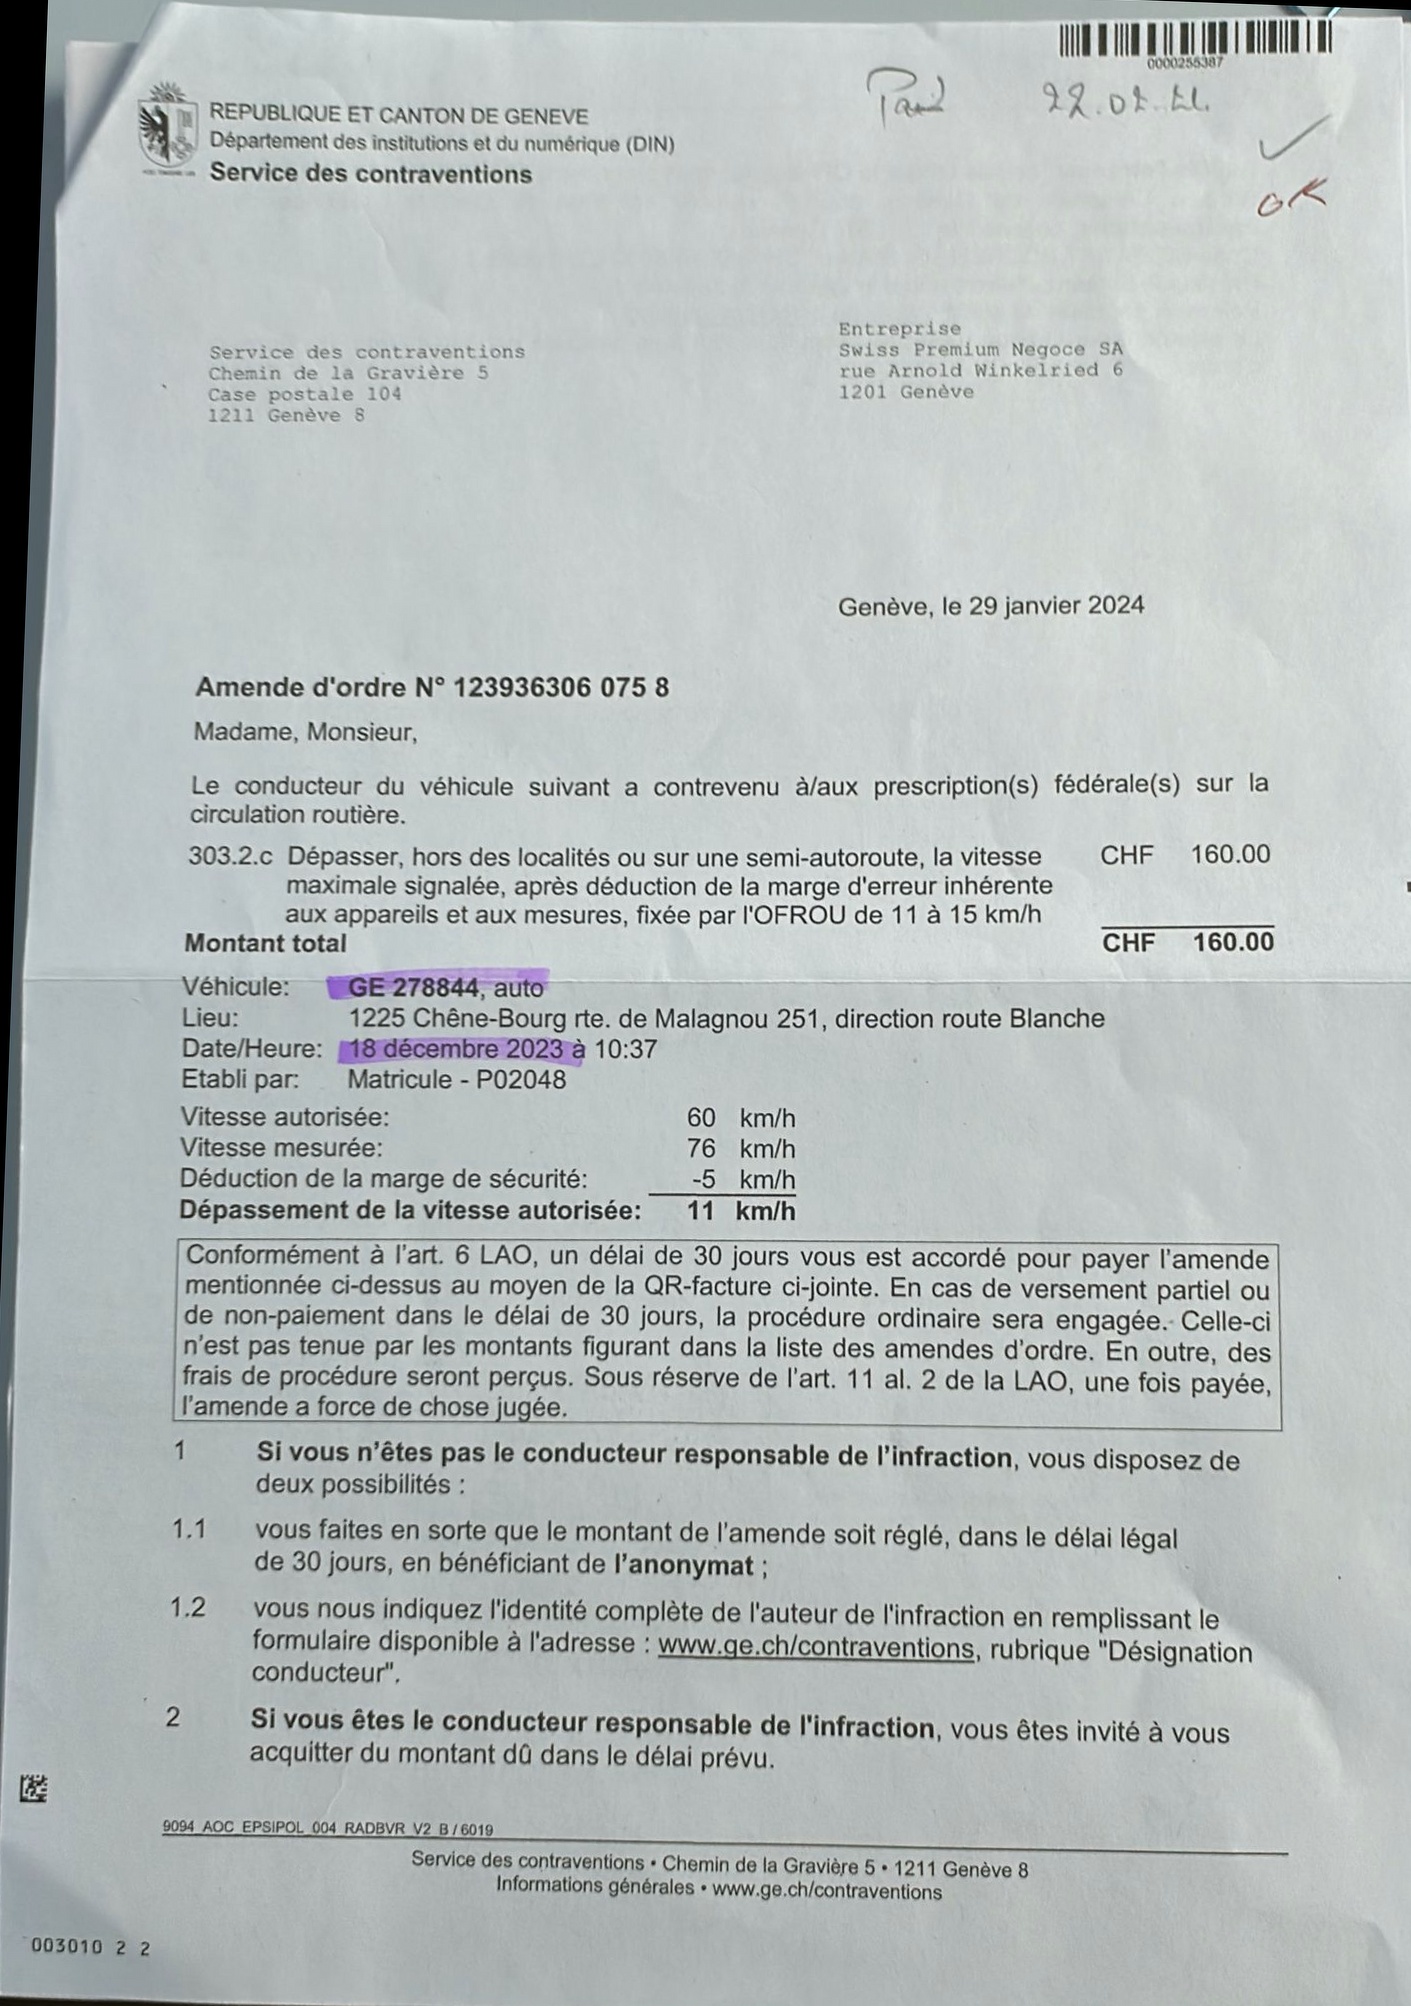 0000255387
Paid 22.02.24.
OK
REPUBLIQUE ET CANTON DE GENEVE
Département des institutions et du numérique (DIN)
Service des contraventions
Service des contraventions
Chemin de la Gravière 5
Case postale 104
1211 Genève 8
Entreprise
Swiss Premium Negoce SA
rue Arnold Winkelried 6
1201 Genève
Genève, le 29 janvier 2024
Amende d'ordre N° 123936306 075 8
Madame, Monsieur,
Le conducteur du véhicule suivant a contrevenu à/aux prescription(s) fédérale(s) sur la
circulation routière.
303.2.c Dépasser, hors des localités ou sur une semi-autoroute, la vitesse CHF 160.00
maximale signalée, après déduction de la marge d'erreur inhérente
aux appareils et aux mesures, fixée par l'OFROU de 11 à 15 km/h
Montant total CHF 160.00
Véhicule: GE 278844, auto
Lieu: 1225 Chêne-Bourg rte. de Malagnou 251, direction route Blanche
Date/Heure: 18 décembre 2023 à 10:37
Etabli par: Matricule - P02048
Vitesse autorisée: 60 km/h
Vitesse mesurée: 76 km/h
Déduction de la marge de sécurité: -5 km/h
Dépassement de la vitesse autorisée: 11 km/h
Conformément à l'art. 6 LAO, un délai de 30 jours vous est accordé pour payer l'amende
mentionnée ci-dessus au moyen de la QR-facture ci-jointe. En cas de versement partiel ou
de non-paiement dans le délai de 30 jours, la procédure ordinaire sera engagée. Celle-ci
n'est pas tenue par les montants figurant dans la liste des amendes d'ordre. En outre, des
frais de procédure seront perçus. Sous réserve de l'art. 11 al. 2 de la LAO, une fois payée,
l'amende a force de chose jugée.
1 Si vous n'êtes pas le conducteur responsable de l'infraction, vous disposez de
deux possibilités :
1.1 vous faites en sorte que le montant de l'amende soit réglé, dans le délai légal
de 30 jours, en bénéficiant de l'anonymat ;
1.2 vous nous indiquez l'identité complète de l'auteur de l'infraction en remplissant le
formulaire disponible à l'adresse : www.ge.ch/contraventions, rubrique "Désignation
conducteur".
2 Si vous êtes le conducteur responsable de l'infraction, vous êtes invité à vous
acquitter du montant dû dans le délai prévu.
9094_AOC_EPSIPOL_004_RADBVR_V2_B / 6019
Service des contraventions • Chemin de la Gravière 5 • 1211 Genève 8
Informations générales • www.ge.ch/contraventions
003010 2 2